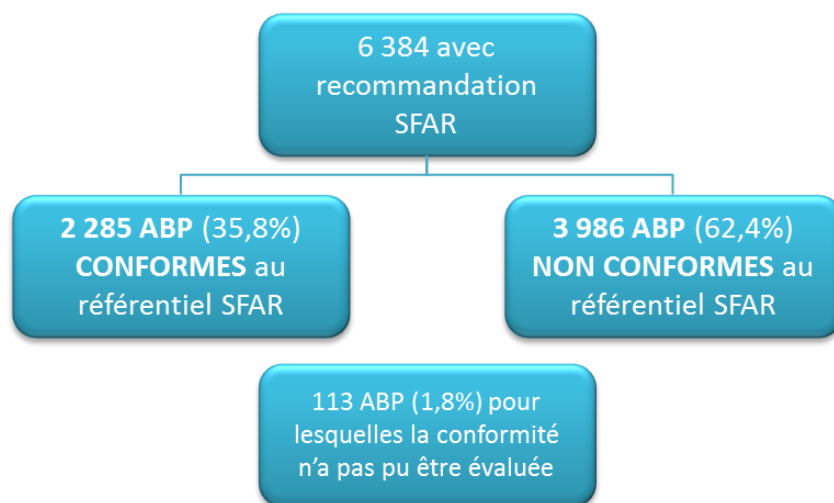 6 384 avec
recommandation
SFAR
2 285 ABP (35,8%)
CONFORMES au
référentiel SFAR
3 986 ABP (62,4%)
NON CONFORMES au
référentiel SFAR
113 ABP (1,8%) pour
lesquelles la conformité
n'a pas pu être évaluée